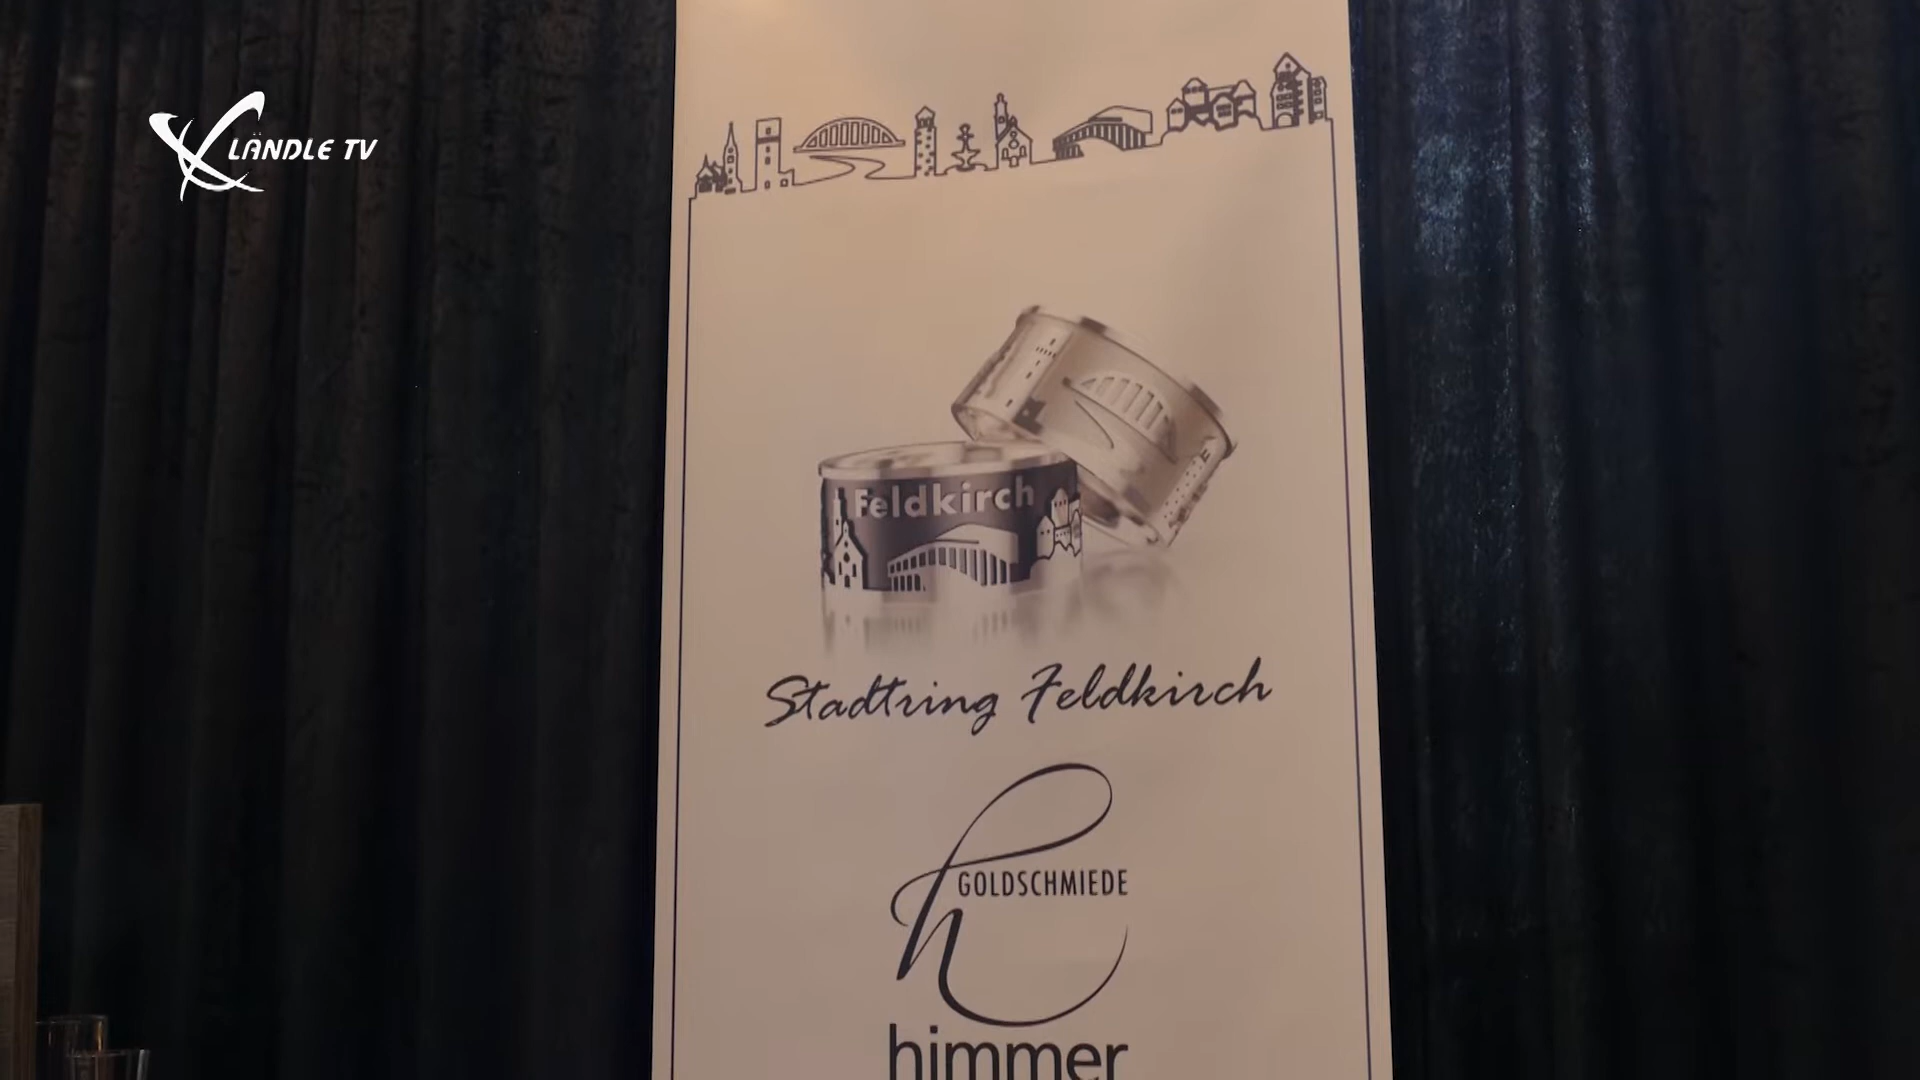 LÄNDLE TV
Feldkirch
Stadtring Feldkirch
h
GOLDSCHMIEDE
himmer